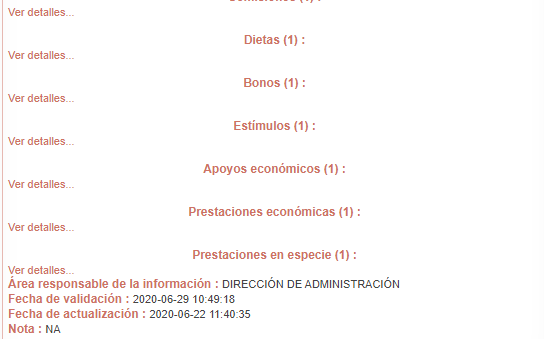 Comisiones (1) :
Ver detalles...
Dietas (1) :
Ver detalles...
Bonos (1) :
Ver detalles...
Estímulos (1) :
Ver detalles...
Apoyos económicos (1) :
Ver detalles...
Prestaciones económicas (1) :
Ver detalles...
Prestaciones en especie (1) :
Ver detalles...
Área responsable de la información : DIRECCIÓN DE ADMINISTRACIÓN
Fecha de validación : 2020-06-29 10:49:18
Fecha de actualización : 2020-06-22 11:40:35
Nota : NA